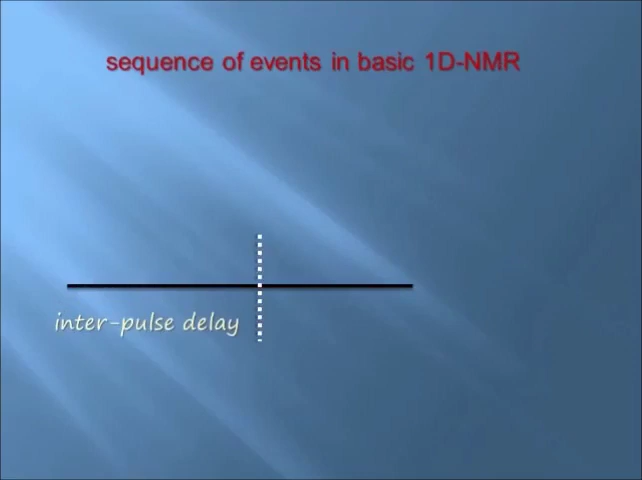 sequence of events in basic 1D-NMR
inter-pulse delay